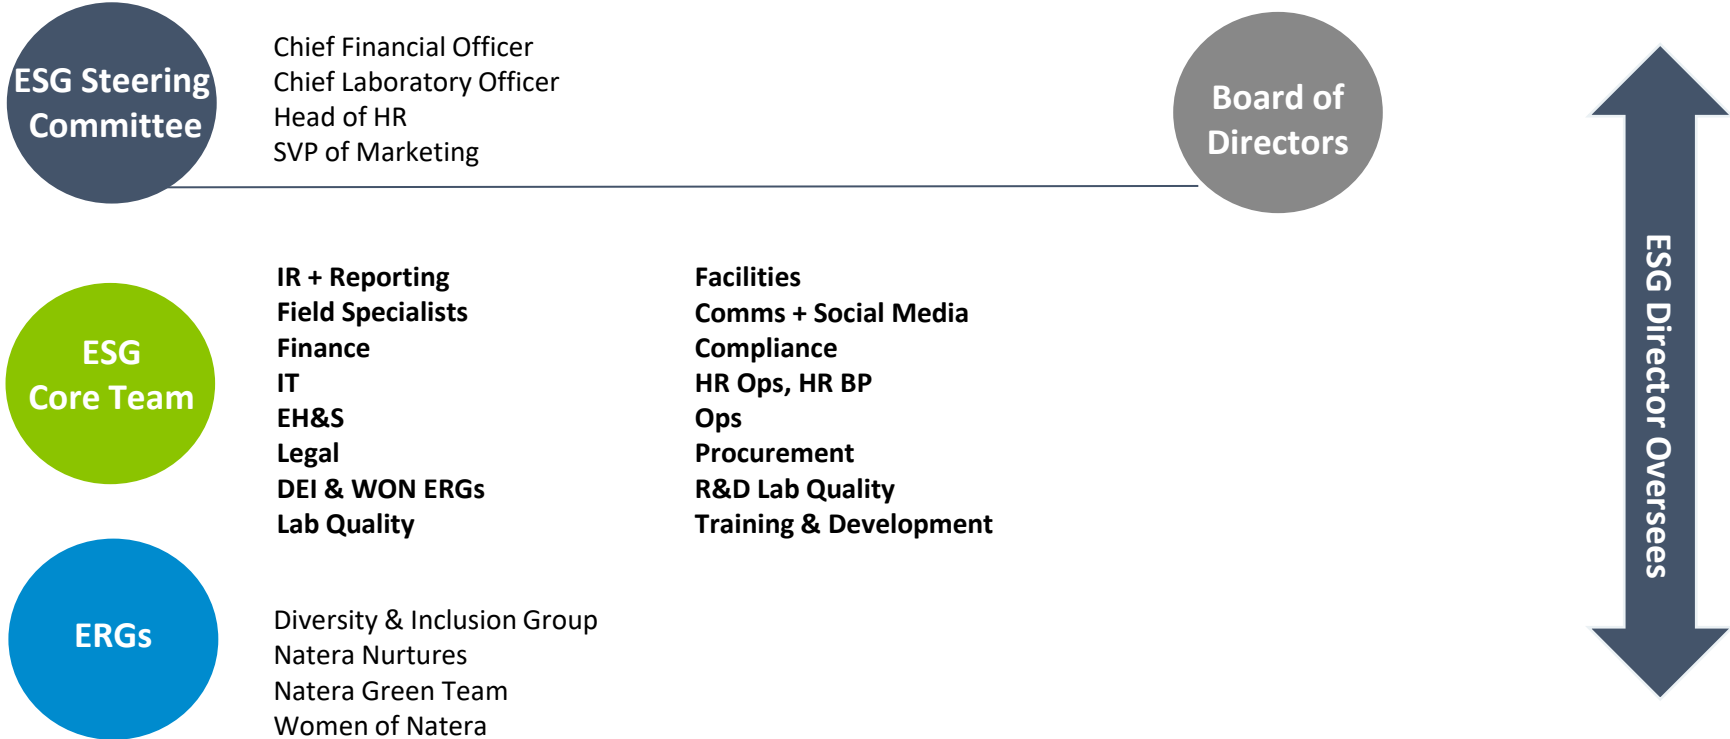 ESG Steering
Committee
Chief Financial Officer
Chief Laboratory Officer
Head of HR
SVP of Marketing
Board of
Directors
ESG
Core Team
IR + Reporting
Field Specialists
Finance
IT
EH&S
Legal
DEI & WON ERGs
Lab Quality
Facilities
Comms + Social Media
Compliance
HR Ops, HR BP
Ops
Procurement
R&D Lab Quality
Training & Development
ERGs
Diversity & Inclusion Group
Natera Nurtures
Natera Green Team
Women of Natera
ESG Director Oversees